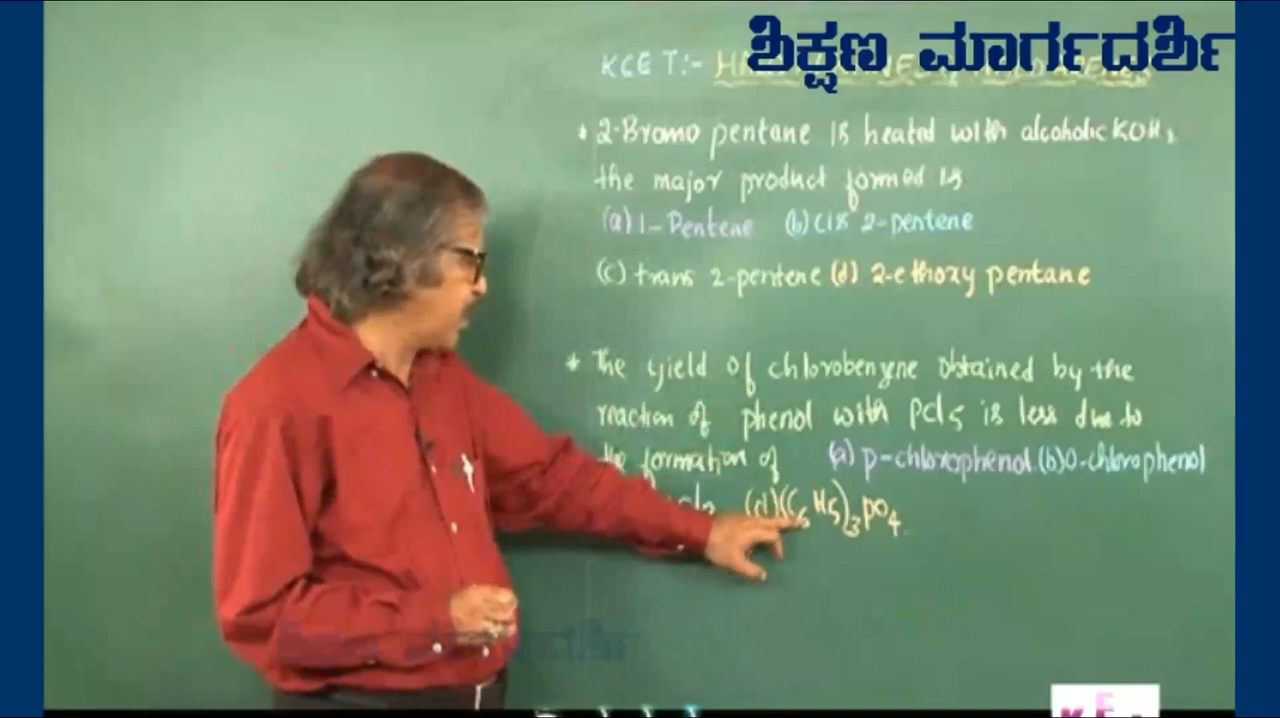 ಶಿಕ್ಷಣ ಮಾರ್ಗದರ್ಶಿ
KCET:-
* 2-Bromo pentane is heated with alcoholic KOH,
the major product formed is
(a) 1-Pentene (b) cis 2-pentene
(c) trans 2-pentene (d) 2-ethoxy pentane
* The yield of chlorobenzene obtained by the
reaction of phenol with PCl5 is less due to
the formation of (a) p-chlorophenol (b) o-chlorophenol
(d) (C6H5)3PO4